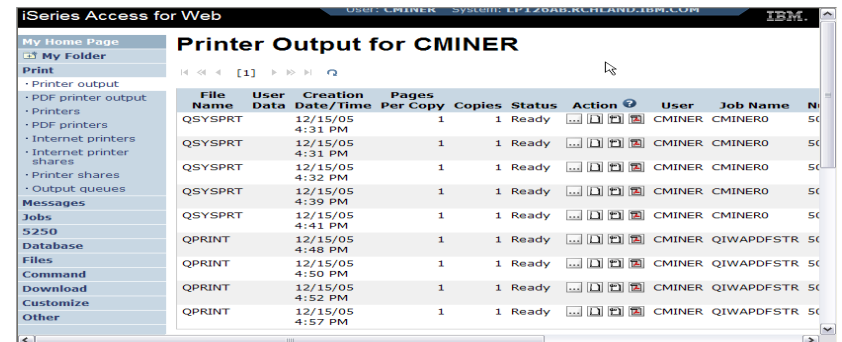 iSeries Access for Web
User: CMINER System: LP126AB.RCHLAND.IBM.COM
IBM.
My Home Page
My Folder
Print
· Printer output
· PDF printer output
· Printers
· PDF printers
· Internet printers
· Internet printer
shares
· Printer shares
· Output queues
Messages
Jobs
5250
Database
Files
Command
Download
Customize
Other
Printer Output for CMINER
[1]
File Name User Data Creation Date/Time Pages Per Copy Copies Status Action ? User Job Name
QSYSPRT 12/15/05 1 1 Ready ... CMINER CMINER0
4:31 PM
QSYSPRT 12/15/05 1 1 Ready ... CMINER CMINER0
4:31 PM
QSYSPRT 12/15/05 1 1 Ready ... CMINER CMINER0
4:32 PM
QSYSPRT 12/15/05 1 1 Ready ... CMINER CMINER0
4:39 PM
QSYSPRT 12/15/05 1 1 Ready ... CMINER CMINER0
4:41 PM
QPRINT 12/15/05 1 1 Ready ... CMINER QIWAPDFSTR
4:48 PM
QPRINT 12/15/05 1 1 Ready ... CMINER QIWAPDFSTR
4:50 PM
QPRINT 12/15/05 1 1 Ready ... CMINER QIWAPDFSTR
4:52 PM
QPRINT 12/15/05 1 1 Ready ... CMINER QIWAPDFSTR
4:57 PM